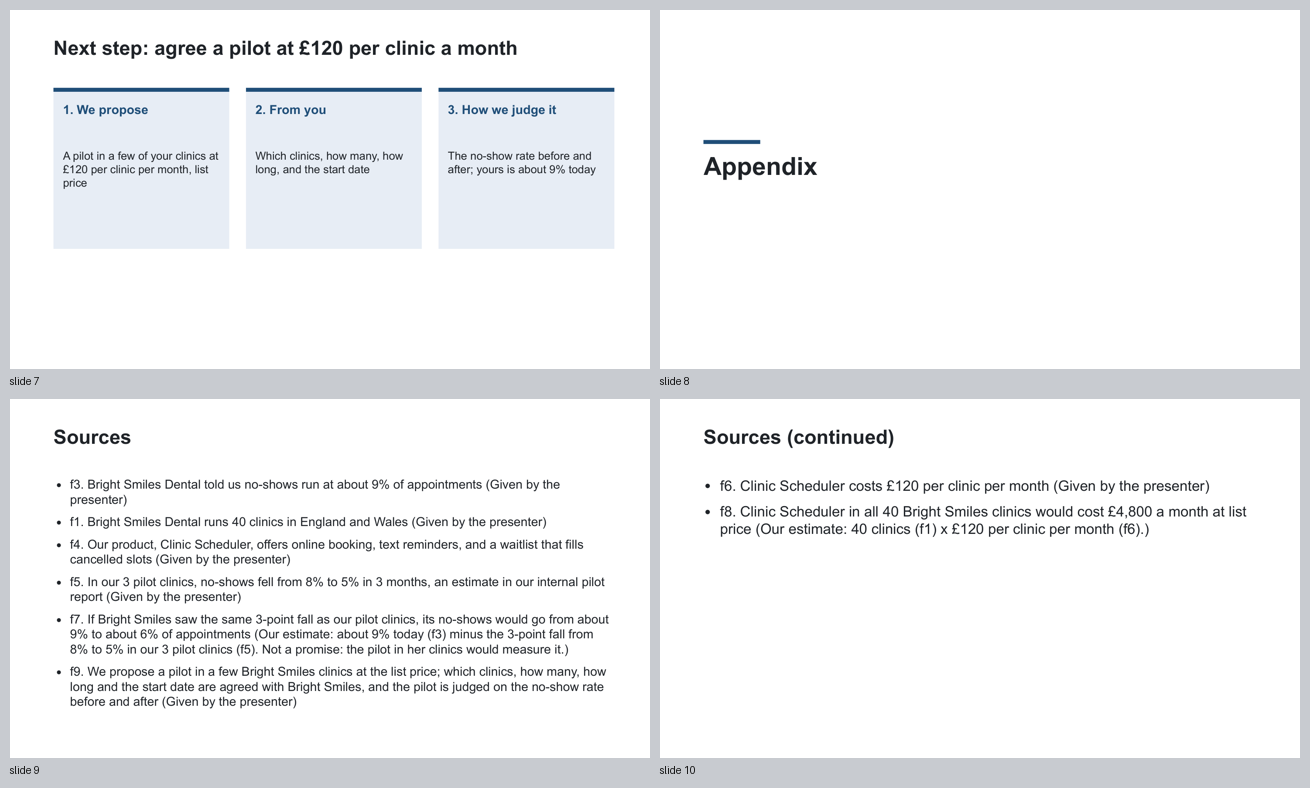 Next step: agree a pilot at £120 per clinic a month
1. We propose
A pilot in a few of your clinics at
£120 per clinic per month, list
price
2. From you
Which clinics, how many, how
long, and the start date
3. How we judge it
The no-show rate before and
after; yours is about 9% today
slide 7
Appendix
slide 8
Sources
• f3. Bright Smiles Dental told us no-shows run at about 9% of appointments (Given by the
presenter)
• f1. Bright Smiles Dental runs 40 clinics in England and Wales (Given by the presenter)
• f4. Our product, Clinic Scheduler, offers online booking, text reminders, and a waitlist that fills
cancelled slots (Given by the presenter)
• f5. In our 3 pilot clinics, no-shows fell from 8% to 5% in 3 months, an estimate in our internal pilot
report (Given by the presenter)
• f7. If Bright Smiles saw the same 3-point fall as our pilot clinics, its no-shows would go from about
9% to about 6% of appointments (Our estimate: about 9% today (f3) minus the 3-point fall from
8% to 5% in our 3 pilot clinics (f5). Not a promise: the pilot in her clinics would measure it.)
• f9. We propose a pilot in a few Bright Smiles clinics at the list price; which clinics, how many, how
long and the start date are agreed with Bright Smiles, and the pilot is judged on the no-show rate
before and after (Given by the presenter)
slide 9
Sources (continued)
• f6. Clinic Scheduler costs £120 per clinic per month (Given by the presenter)
• f8. Clinic Scheduler in all 40 Bright Smiles clinics would cost £4,800 a month at list
price (Our estimate: 40 clinics (f1) x £120 per clinic per month (f6).)
slide 10